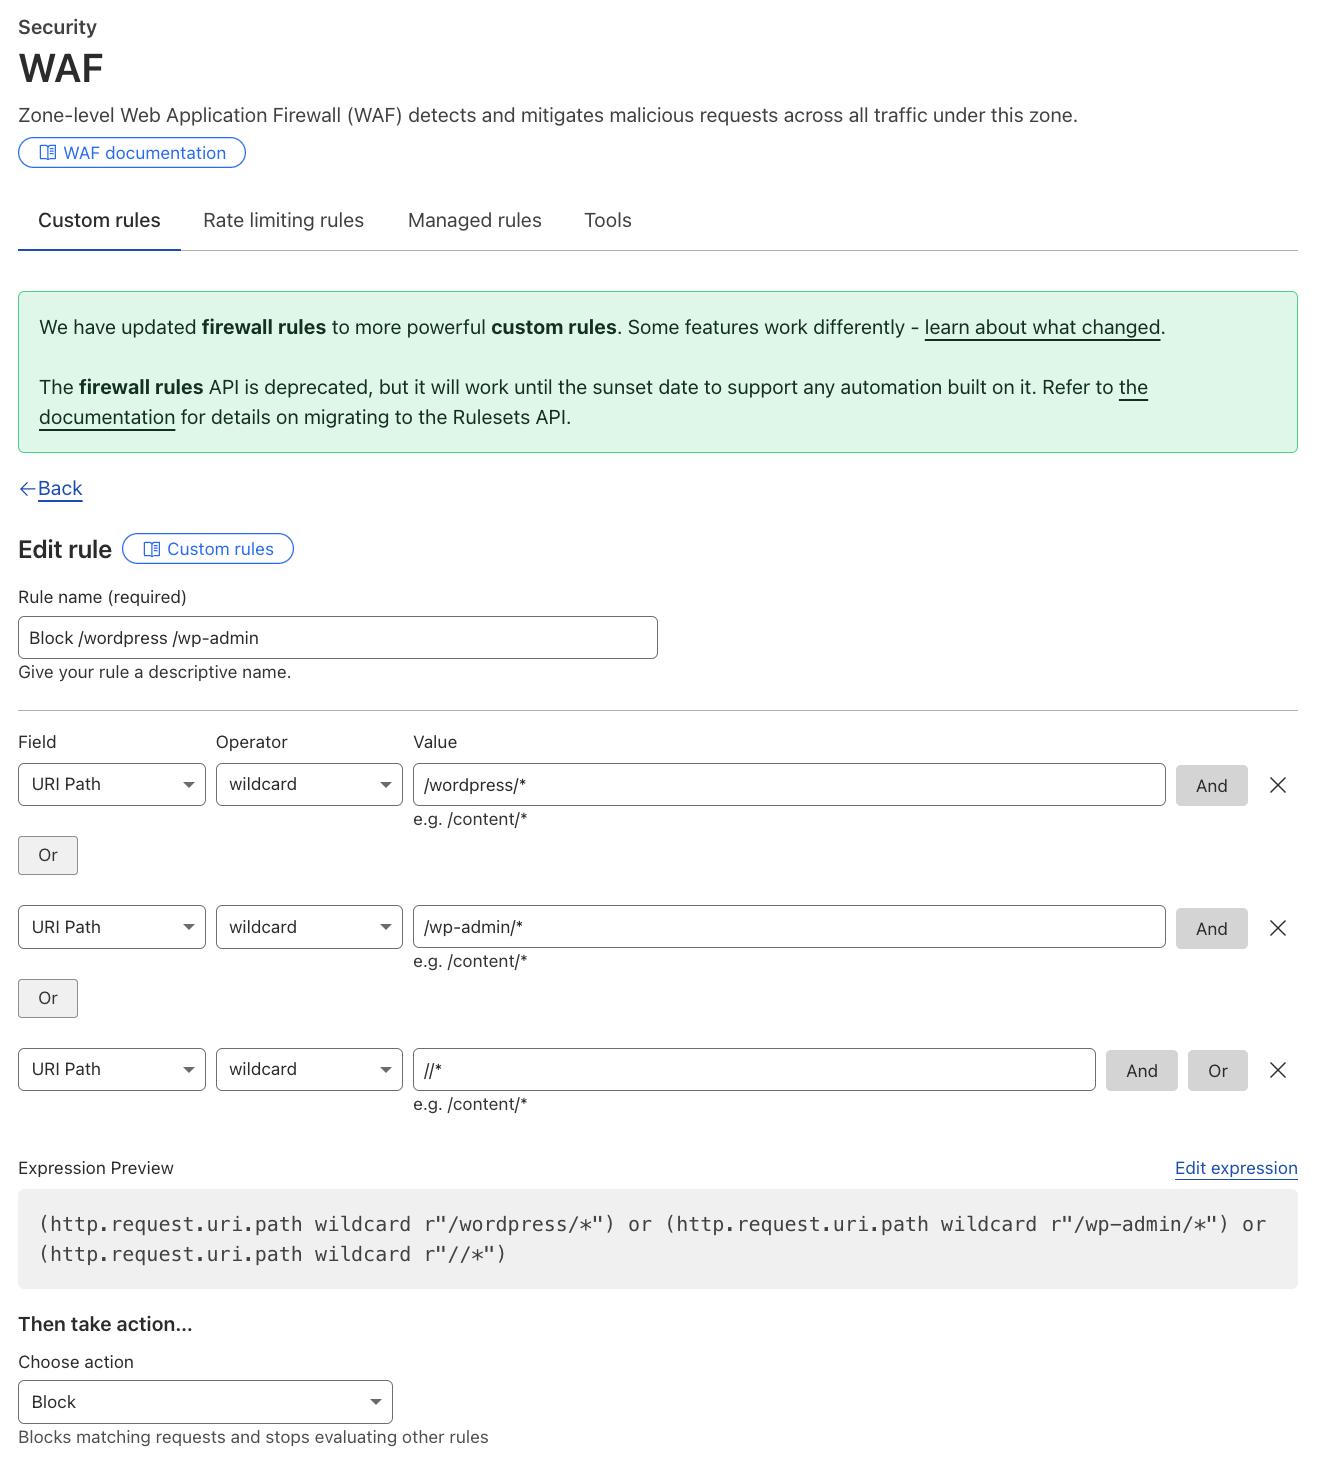 Security
WAF
Zone-level Web Application Firewall (WAF) detects and mitigates malicious requests across all traffic under this zone.
WAF documentation
Custom rules Rate limiting rules Managed rules Tools
We have updated firewall rules to more powerful custom rules. Some features work differently - learn about what changed.
The firewall rules API is deprecated, but it will work until the sunset date to support any automation built on it. Refer to the
documentation for details on migrating to the Rulesets API.
←Back
Edit rule Custom rules
Rule name (required)
Block /wordpress /wp-admin
Give your rule a descriptive name.
Field Operator Value
URI Path wildcard /wordpress/* And
e.g. /content/*
Or
URI Path wildcard /wp-admin/* And
e.g. /content/*
Or
URI Path wildcard //* And Or
e.g. /content/*
Expression Preview Edit expression
(http.request.uri.path wildcard r"/wordpress/*") or (http.request.uri.path wildcard r"/wp-admin/*") or
(http.request.uri.path wildcard r"//*")
Then take action...
Choose action
Block
Blocks matching requests and stops evaluating other rules